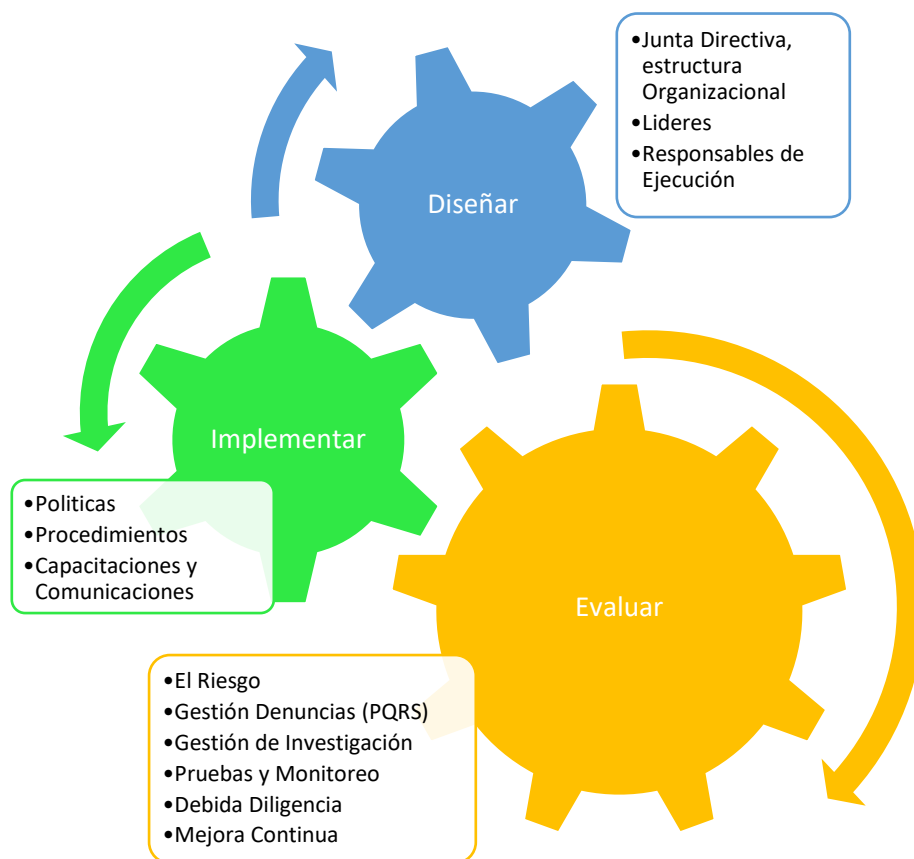 •Junta Directiva,
estructura
Organizacional
•Lideres
•Responsables de
Ejecución
Diseñar
Implementar
•Politicas
•Procedimientos
•Capacitaciones y
Comunicaciones
Evaluar
•El Riesgo
•Gestión Denuncias (PQRS)
•Gestión de Investigación
•Pruebas y Monitoreo
•Debida Diligencia
•Mejora Continua